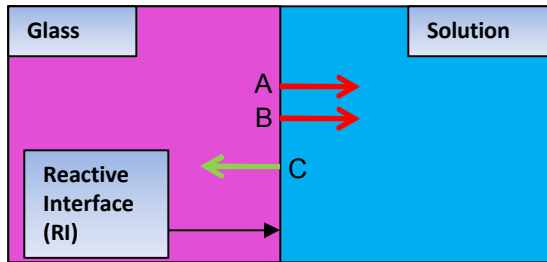 Glass
Solution
A
B
C
Reactive
Interface
(RI)